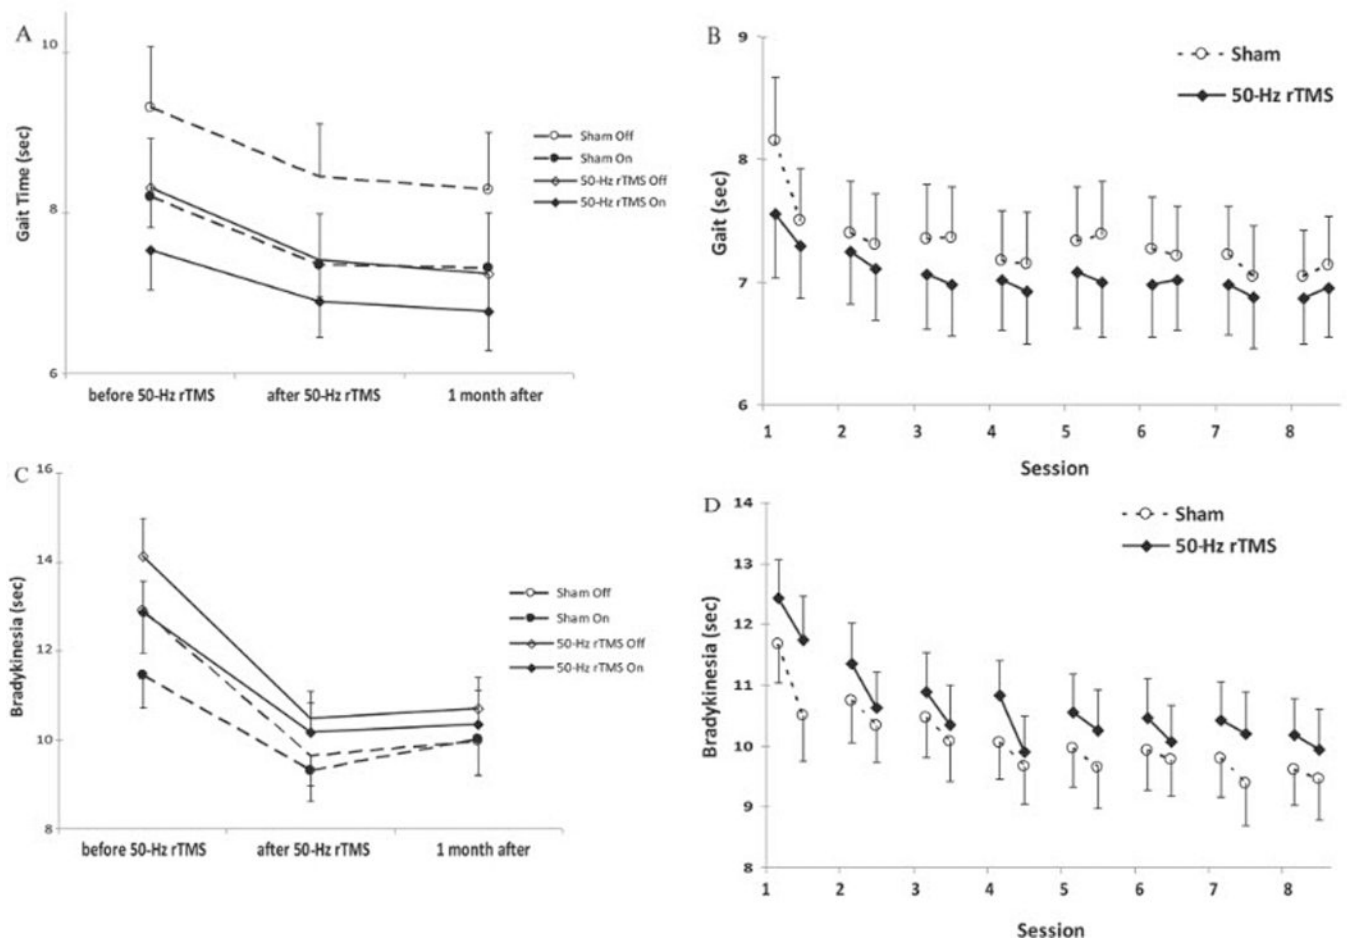 A
10
8
6
Gait Time (sec)
before 50-Hz rTMS
after 50-Hz rTMS
1 month after
Sham Off
Sham On
50-Hz rTMS Off
50-Hz rTMS On
B
9
8
7
6
Gait (sec)
1 2 3 4 5 6 7 8
Session
Sham
50-Hz rTMS
C
16
14
12
10
8
Bradykinesia (sec)
before 50-Hz rTMS
after 50-Hz rTMS
1 month after
Sham Off
Sham On
50-Hz rTMS Off
50-Hz rTMS On
D
14
13
12
11
10
9
8
Bradykinesia (sec)
1 2 3 4 5 6 7 8
Session
Sham
50-Hz rTMS